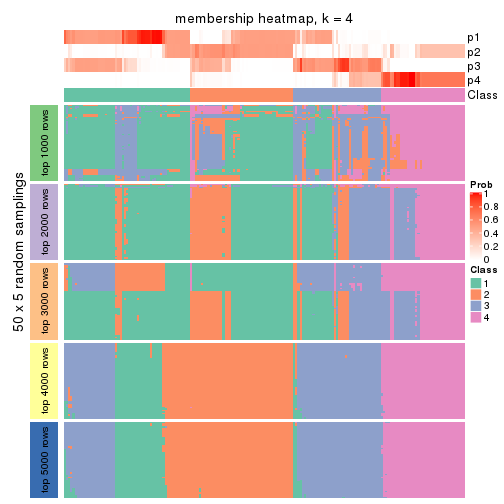 membership heatmap, k = 4
p1
p2
p3
p4
Class
50 x 5 random samplings
top 1000 rows
top 2000 rows
top 3000 rows
top 4000 rows
top 5000 rows
Prob
1
0.8
0.6
0.4
0.2
0
Class
1
2
3
4